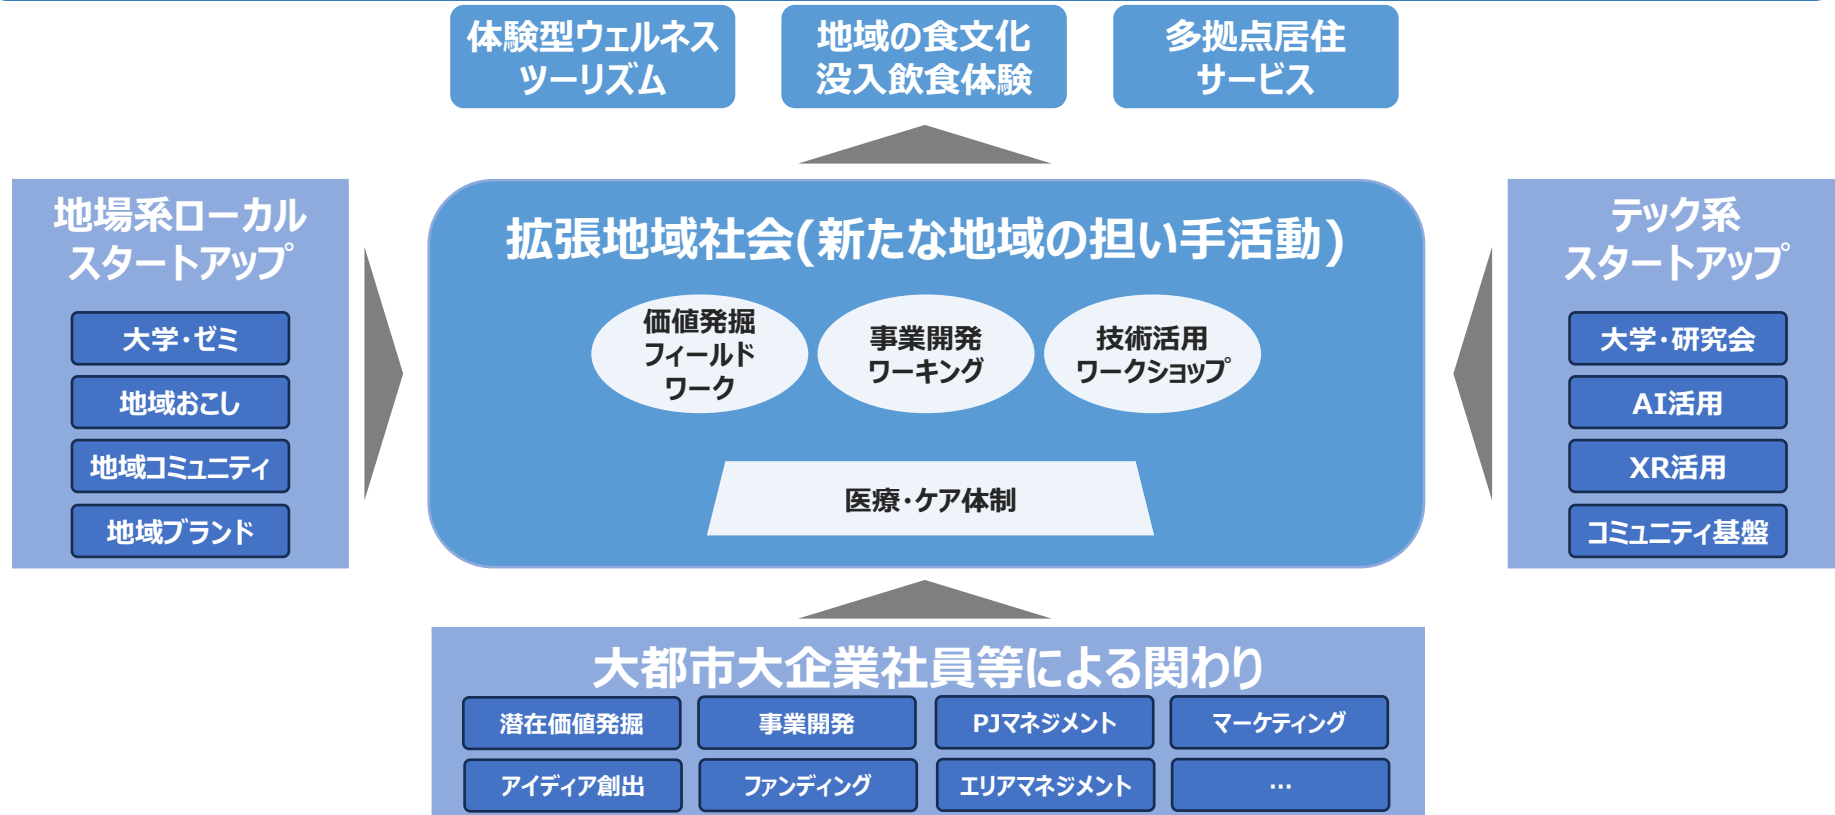 体験型ウェルネス
ツーリズム
地域の食文化
没入飲食体験
多拠点居住
サービス
地場系ローカル
スタートアップ
大学・ゼミ
地域おこし
地域コミュニティ
地域ブランド
拡張地域社会(新たな地域の担い手活動)
価値発掘
フィールド
ワーク
事業開発
ワーキング
技術活用
ワークショップ
医療・ケア体制
テック系
スタートアップ
大学・研究会
AI活用
XR活用
コミュニティ基盤
大都市大企業社員等による関わり
潜在価値発掘
事業開発
PJマネジメント
マーケティング
アイディア創出
ファンディング
エリアマネジメント
…